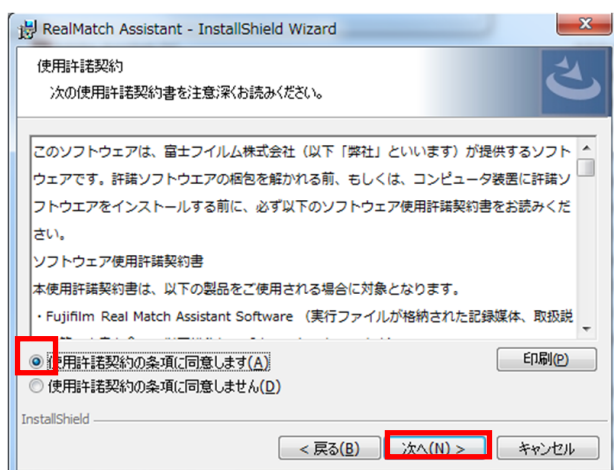 RealMatch Assistant - InstallShield Wizard
使用許諾契約
次の使用許諾契約書を注意深くお読みください。
このソフトウェアは、富士フイルム株式会社（以下「弊社」といいます）が提供するソフト
ウェアです。許諾ソフトウエアの梱包を解かれる前、もしくは、コンピュータ装置に許諾ソ
フトウエアをインストールする前に、必ず以下のソフトウェア使用許諾契約書をお読みくだ
さい。
ソフトウェア使用許諾契約書
本使用許諾契約書は、以下の製品をご使用される場合に対象となります。
・Fujifilm Real Match Assistant Software （実行ファイルが格納された記録媒体、取扱説
使用許諾契約の条項に同意します(A)
印刷(P)
使用許諾契約の条項に同意しません(D)
InstallShield
< 戻る(B)
次へ(N) >
キャンセル